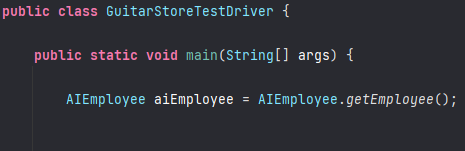 public class GuitarStoreTestDriver {
public static void main(String[] args) {
AIEmployee aiEmployee = AIEmployee.getEmployee();